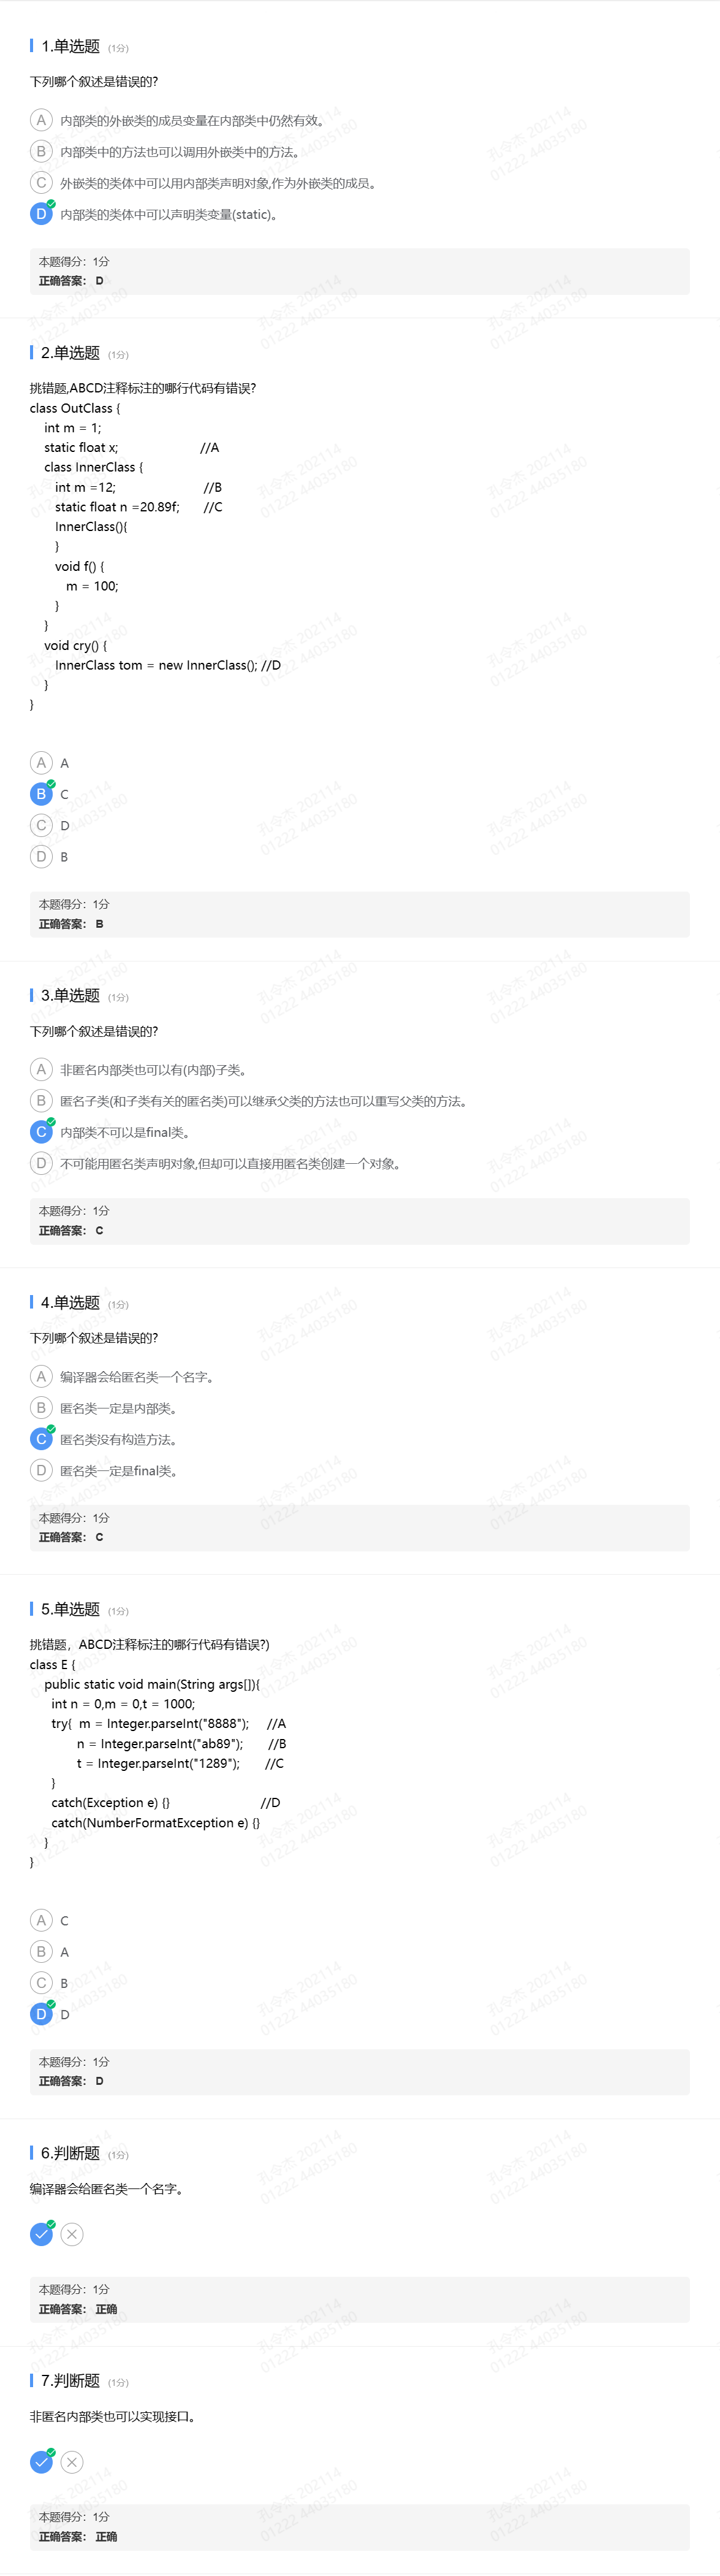 1.单选题 (1分)
下列哪个叙述是错误的?
A 内部类的外嵌类的成员变量在内部类中仍然有效。
B 内部类中的方法也可以调用外嵌类中的方法。
C 外嵌类的类体中可以用内部类声明对象,作为外嵌类的成员。
D 内部类的类体中可以声明类变量(static)。
本题得分：1分
正确答案： D
2.单选题 (1分)
挑错题,ABCD注释标注的哪行代码有错误?
class OutClass {
int m = 1;
static float x; //A
class InnerClass {
int m =12; //B
static float n =20.89f; //C
InnerClass(){
}
void f() {
m = 100;
}
}
void cry() {
InnerClass tom = new InnerClass(); //D
}
}
A A
B C
C D
D B
本题得分：1分
正确答案： B
3.单选题 (1分)
下列哪个叙述是错误的?
A 非匿名内部类也可以有(内部)子类。
B 匿名子类(和子类有关的匿名类)可以继承父类的方法也可以重写父类的方法。
C 内部类不可以是final类。
D 不可能用匿名类声明对象,但却可以直接用匿名类创建一个对象。
本题得分：1分
正确答案： C
4.单选题 (1分)
下列哪个叙述是错误的?
A 编译器会给匿名类一个名字。
B 匿名类一定是内部类。
C 匿名类没有构造方法。
D 匿名类一定是final类。
本题得分：1分
正确答案： C
5.单选题 (1分)
挑错题，ABCD注释标注的哪行代码有错误?)
class E {
public static void main(String args[]){
int n = 0,m = 0,t = 1000;
try{ m = Integer.parseInt("8888"); //A
n = Integer.parseInt("ab89"); //B
t = Integer.parseInt("1289"); //C
}
catch(Exception e) {} //D
catch(NumberFormatException e) {}
}
}
A C
B A
C B
D D
本题得分：1分
正确答案： D
6.判断题 (1分)
编译器会给匿名类一个名字。
本题得分：1分
正确答案： 正确
7.判断题 (1分)
非匿名内部类也可以实现接口。
本题得分：1分
正确答案： 正确
孔令杰 202114
01222 44035180